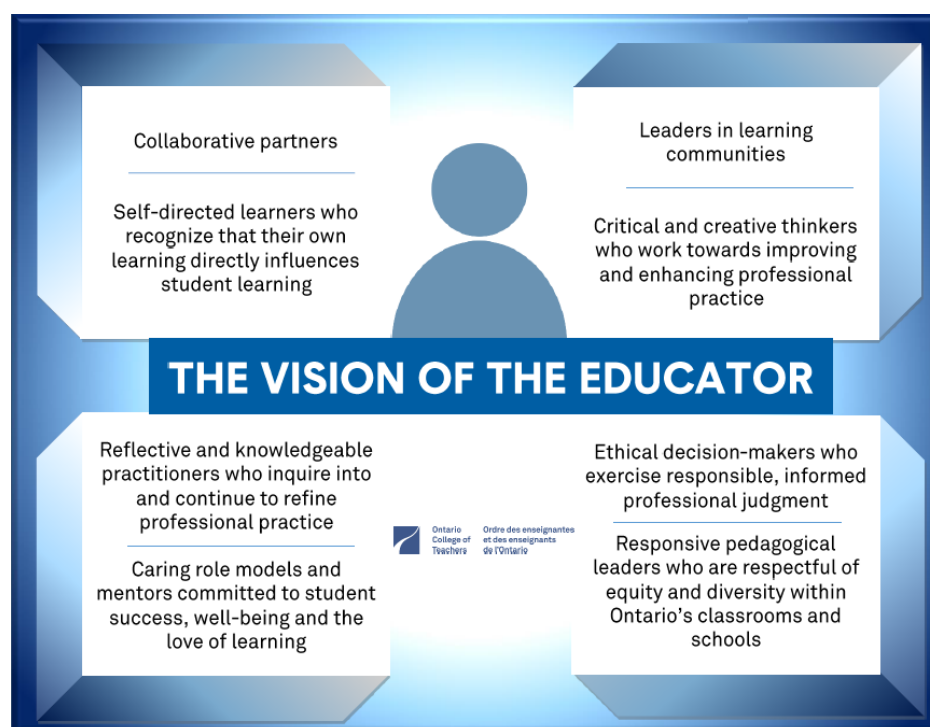 Collaborative partners
Self-directed learners who
recognize that their own
learning directly influences
student learning
Leaders in learning
communities
Critical and creative thinkers
who work towards improving
and enhancing professional
practice
THE VISION OF THE EDUCATOR
Reflective and knowledgeable
practitioners who inquire into
and continue to refine
professional practice
Caring role models and
mentors committed to student
success, well-being and the
love of learning
Ontario
College of
Teachers
Ordre des enseignantes
et des enseignants
de l'Ontario
Ethical decision-makers who
exercise responsible, informed
professional judgment
Responsive pedagogical
leaders who are respectful of
equity and diversity within
Ontario's classrooms and
schools